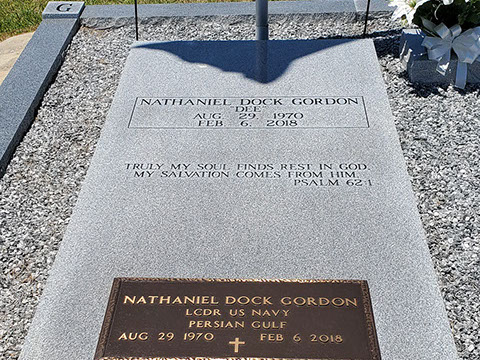 G
NATHANIEL DOCK GORDON
"DEE"
AUG. 29, 1970
FEB. 6, 2018
TRULY MY SOUL FINDS REST IN GOD.
MY SALVATION COMES FROM HIM.
PSALM 62:1
NATHANIEL DOCK GORDON
LCDR US NAVY
PERSIAN GULF
AUG 29 1970 FEB 6 2018